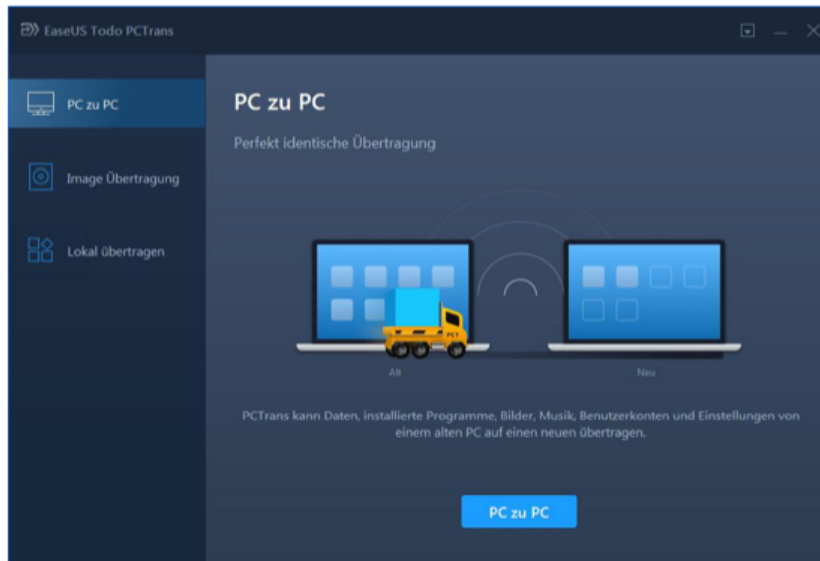 EaseUS Todo PCTrans
PC zu PC
Image Übertragung
Lokal übertragen
PC zu PC
Perfekt identische Übertragung
PCT
Alt
Neu
PCTrans kann Daten, installierte Programme, Bilder, Musik, Benutzerkonten und Einstellungen von
einem alten PC auf einen neuen übertragen.
PC zu PC